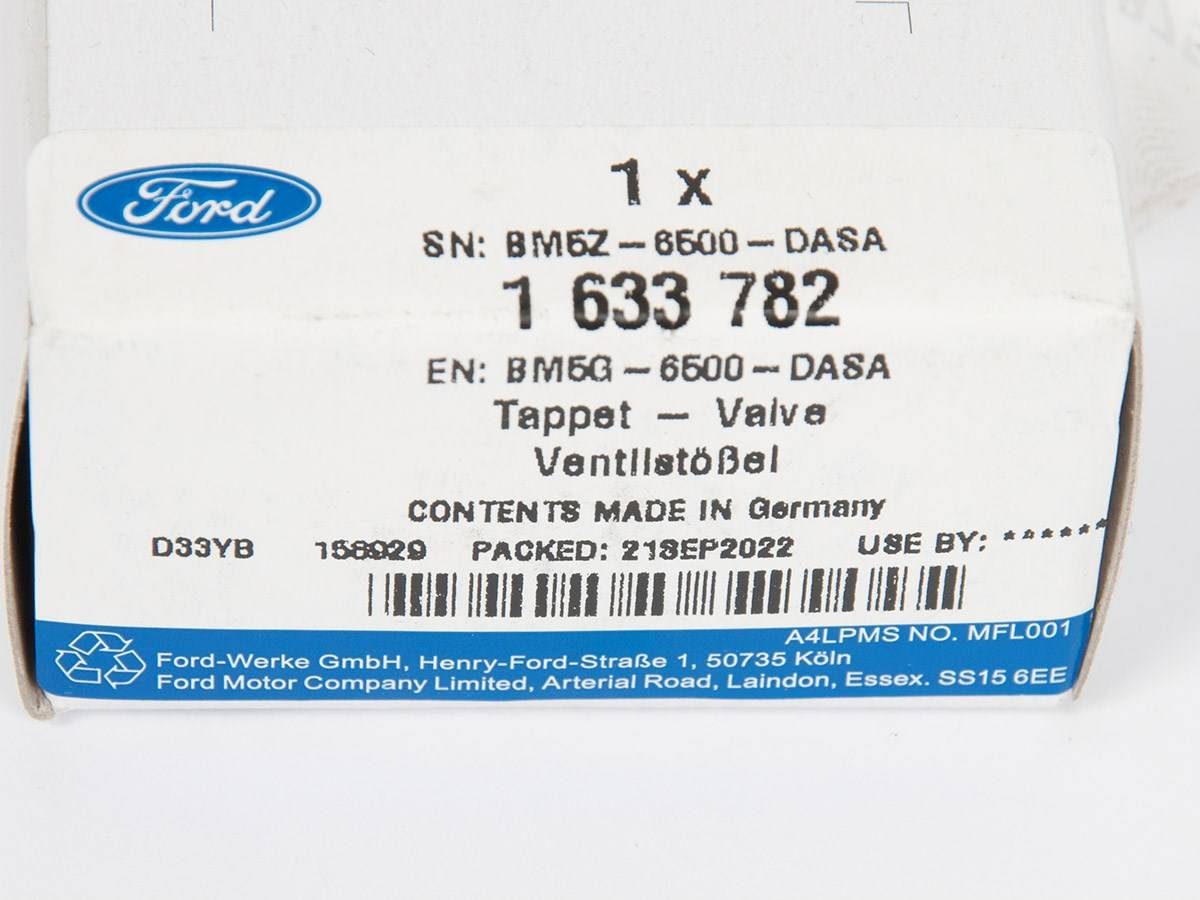 Ford
1 x
SN: BM5Z - 6500 - DASA
1 633 782
EN: BM5G - 6500 - DASA
Tappet - Valve
Ventilstößel
CONTENTS MADE IN Germany
D33YB 156929 PACKED: 21SEP2022 USE BY: ******
A4LPMS NO. MFL001
Ford-Werke GmbH, Henry-Ford-Straße 1, 50735 Köln
Ford Motor Company Limited, Arterial Road, Laindon, Essex. SS15 6EE